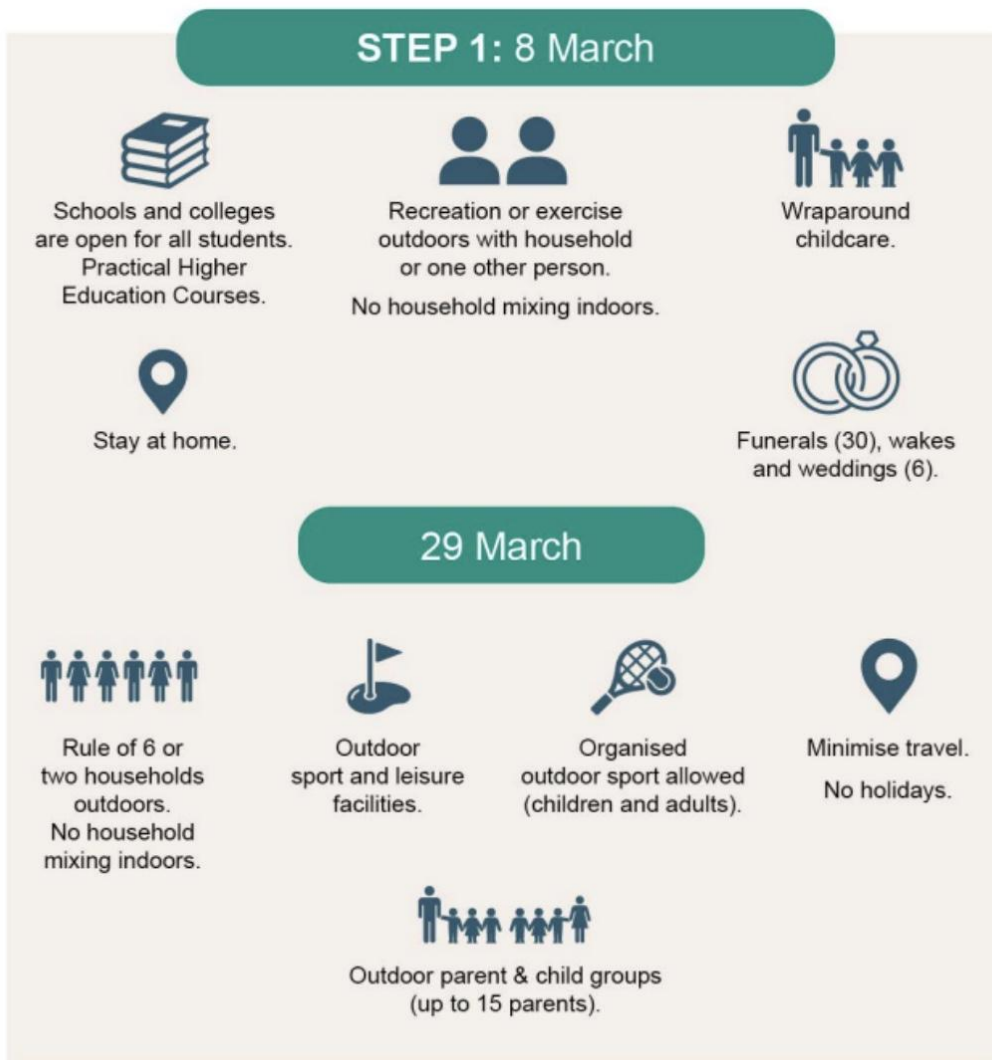 STEP 1: 8 March
Schools and colleges
are open for all students.
Practical Higher
Education Courses.
Recreation or exercise
outdoors with household
or one other person.
No household mixing indoors.
Wraparound
childcare.
Stay at home.
Funerals (30), wakes
and weddings (6).
29 March
Rule of 6 or
two households
outdoors.
No household
mixing indoors.
Outdoor
sport and leisure
facilities.
Organised
outdoor sport allowed
(children and adults).
Minimise travel.
No holidays.
Outdoor parent & child groups
(up to 15 parents).